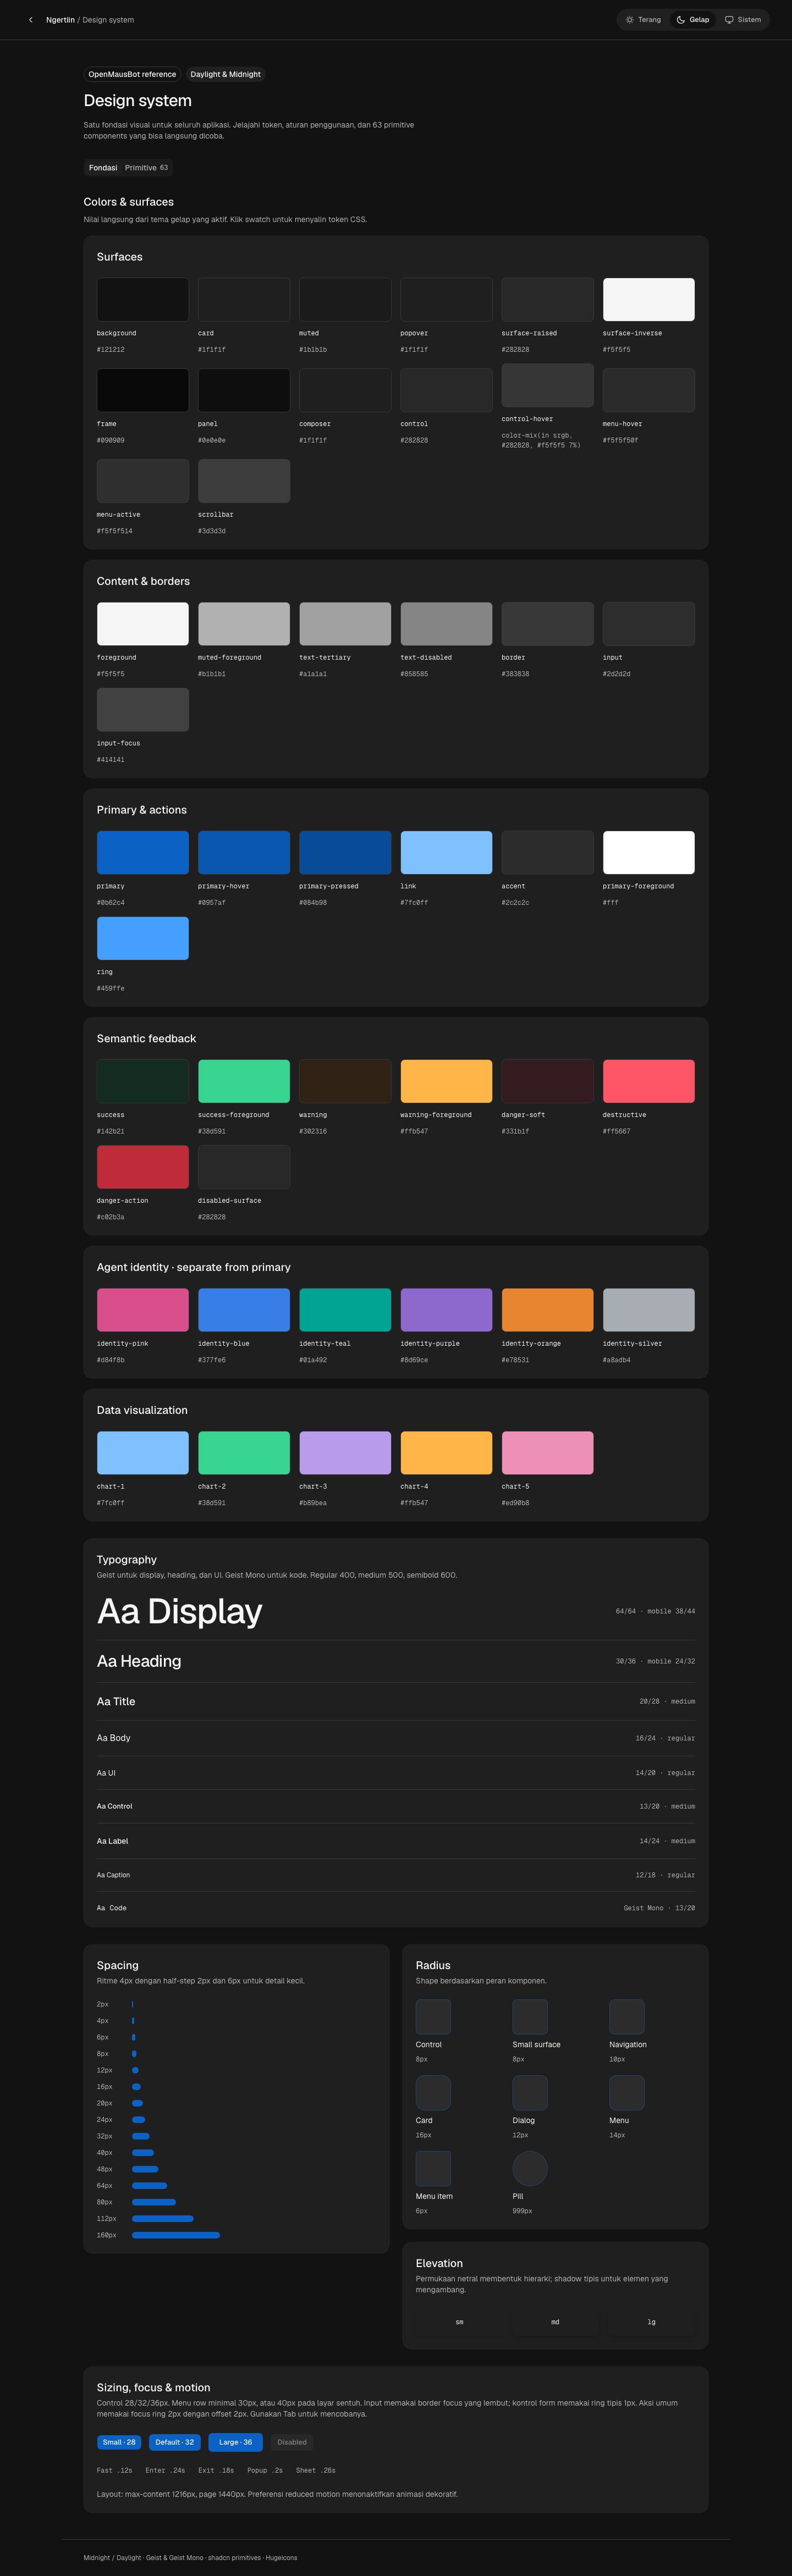 Ngertiin / Design system
Terang Gelap Sistem
OpenMausBot reference Daylight & Midnight
Design system
Satu fondasi visual untuk seluruh aplikasi. Jelajahi token, aturan penggunaan, dan 63 primitive
components yang bisa langsung dicoba.
Fondasi Primitive 63
Colors & surfaces
Nilai langsung dari tema gelap yang aktif. Klik swatch untuk menyalin token CSS.
Surfaces
background card muted popover surface-raised surface-inverse
#121212 #1f1f1f #1b1b1b #1f1f1f #282828 #f5f5f5
frame panel composer control control-hover menu-hover
#090909 #0e0e0e #1f1f1f #282828 color-mix(in srgb, #f5f5f50f
#282828, #f5f5f5 7%)
menu-active scrollbar
#f5f5f514 #3d3d3d
Content & borders
foreground muted-foreground text-tertiary text-disabled border input
#f5f5f5 #b1b1b1 #a1a1a1 #858585 #383838 #2d2d2d
input-focus
#414141
Primary & actions
primary primary-hover primary-pressed link accent primary-foreground
#0b62c4 #0957af #084b98 #7fc0ff #2c2c2c #fff
ring
#459ffe
Semantic feedback
success success-foreground warning warning-foreground danger-soft destructive
#142b21 #38d591 #302316 #ffb547 #331b1f #ff5667
danger-action disabled-surface
#c02b3a #282828
Agent identity · separate from primary
identity-pink identity-blue identity-teal identity-purple identity-orange identity-silver
#d84f8b #377fe6 #01a492 #8d69ce #e78531 #a8adb4
Data visualization
chart-1 chart-2 chart-3 chart-4 chart-5
#7fc0ff #38d591 #b89bea #ffb547 #ed90b8
Typography
Geist untuk display, heading, dan UI. Geist Mono untuk kode. Regular 400, medium 500, semibold 600.
Aa Display 64/64 · mobile 38/44
Aa Heading 30/36 · mobile 24/32
Aa Title 20/28 · medium
Aa Body 16/24 · regular
Aa UI 14/20 · regular
Aa Control 13/20 · medium
Aa Label 14/24 · medium
Aa Caption 12/18 · regular
Aa Code Geist Mono · 13/20
Spacing
Ritme 4px dengan half-step 2px dan 6px untuk detail kecil.
2px
4px
6px
8px
12px
16px
20px
24px
32px
40px
48px
64px
80px
112px
160px
Radius
Shape berdasarkan peran komponen.
Control Small surface Navigation
8px 8px 10px
Card Dialog Menu
16px 12px 14px
Menu item Pill
6px 999px
Elevation
Permukaan netral membentuk hierarki; shadow tipis untuk elemen yang
mengambang.
sm md lg
Sizing, focus & motion
Control 28/32/36px. Menu row minimal 30px, atau 40px pada layar sentuh. Input memakai border focus yang lembut; kontrol form memakai ring tipis 1px. Aksi umum
memakai focus ring 2px dengan offset 2px. Gunakan Tab untuk mencobanya.
Small · 28 Default · 32 Large · 36 Disabled
Fast .12s Enter .24s Exit .18s Popup .2s Sheet .26s
Layout: max-content 1216px, page 1440px. Preferensi reduced motion menonaktifkan animasi dekoratif.
Midnight / Daylight · Geist & Geist Mono · shadcn primitives · Hugeicons